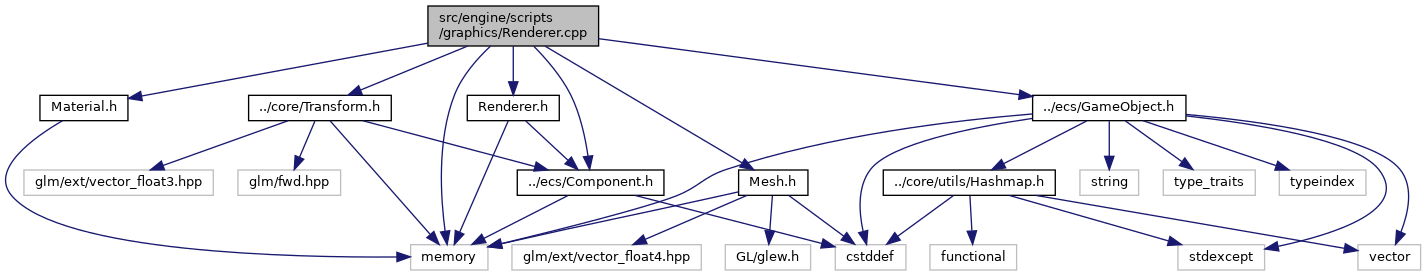 src/engine/scripts
/graphics/Renderer.cpp
Material.h
../core/Transform.h
Renderer.h
../ecs/GameObject.h
glm/ext/vector_float3.hpp
glm/fwd.hpp
../ecs/Component.h
Mesh.h
../core/utils/Hashmap.h
string
type_traits
typeindex
memory
glm/ext/vector_float4.hpp
GL/glew.h
cstddef
functional
stdexcept
vector